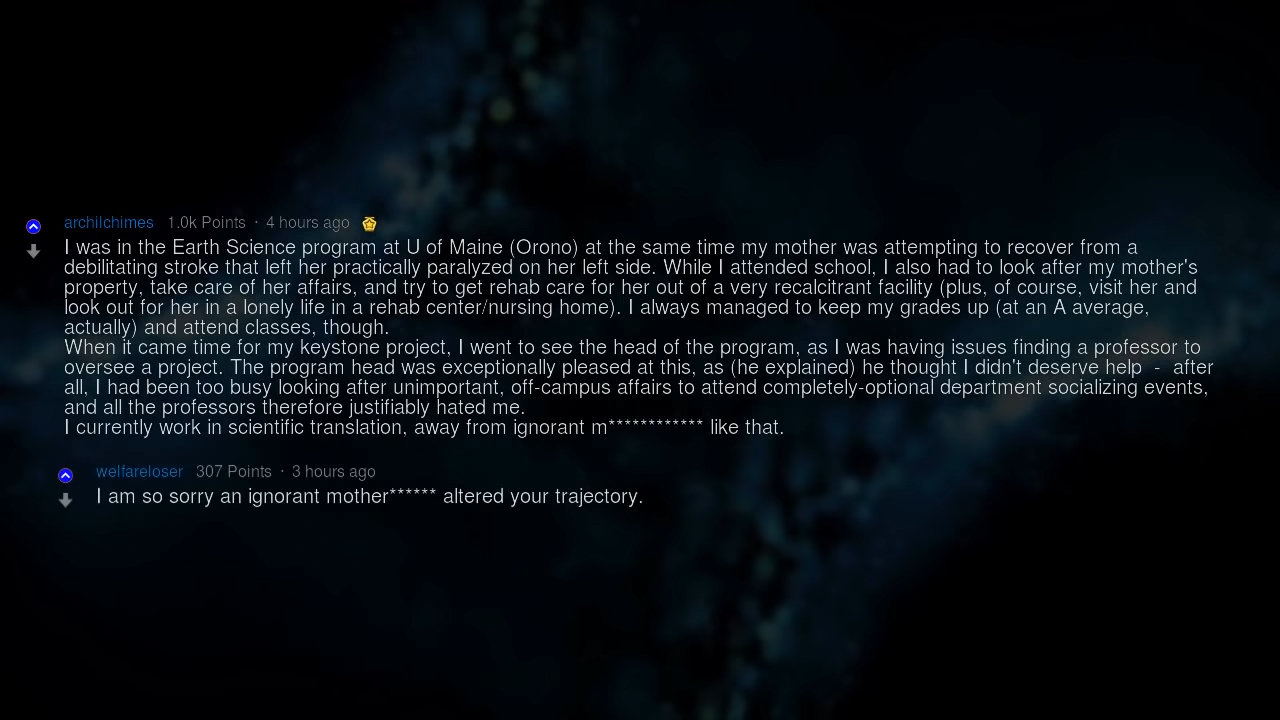 archilchimes 1.0k Points · 4 hours ago
I was in the Earth Science program at U of Maine (Orono) at the same time my mother was attempting to recover from a
debilitating stroke that left her practically paralyzed on her left side. While I attended school, I also had to look after my mother's
property, take care of her affairs, and try to get rehab care for her out of a very recalcitrant facility (plus, of course, visit her and
look out for her in a lonely life in a rehab center/nursing home). I always managed to keep my grades up (at an A average,
actually) and attend classes, though.
When it came time for my keystone project, I went to see the head of the program, as I was having issues finding a professor to
oversee a project. The program head was exceptionally pleased at this, as (he explained) he thought I didn't deserve help - after
all, I had been too busy looking after unimportant, off-campus affairs to attend completely-optional department socializing events,
and all the professors therefore justifiably hated me.
I currently work in scientific translation, away from ignorant m************ like that.
welfareloser 307 Points · 3 hours ago
I am so sorry an ignorant mother****** altered your trajectory.